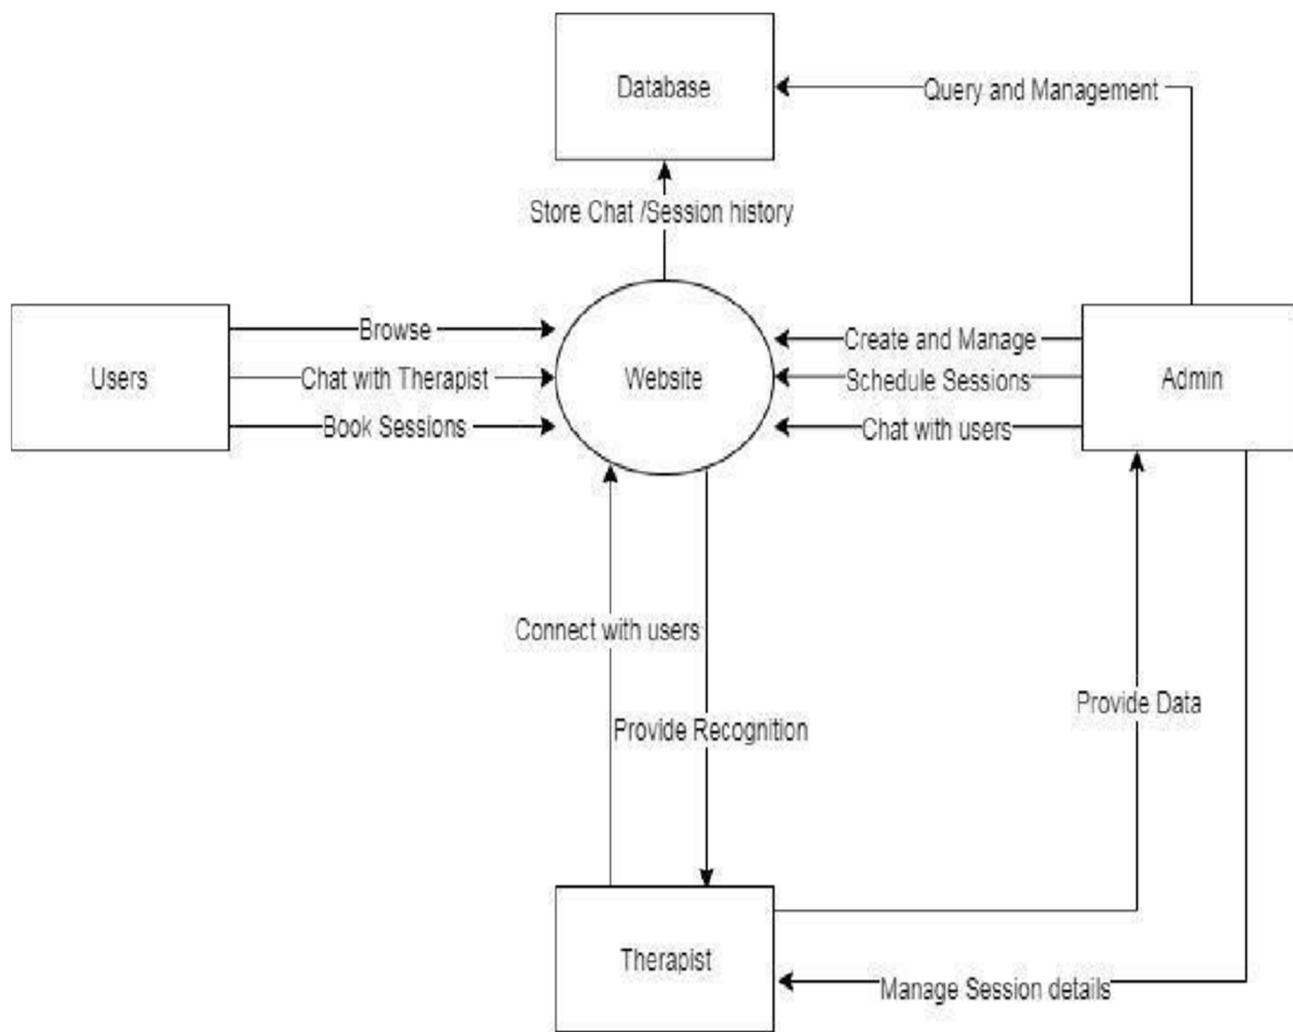 Database
Query and Management
Store Chat /Session history
Users
Browse
Chat with Therapist
Book Sessions
Website
Create and Manage
Schedule Sessions
Chat with users
Admin
Connect with users
Provide Recognition
Provide Data
Therapist
Manage Session details